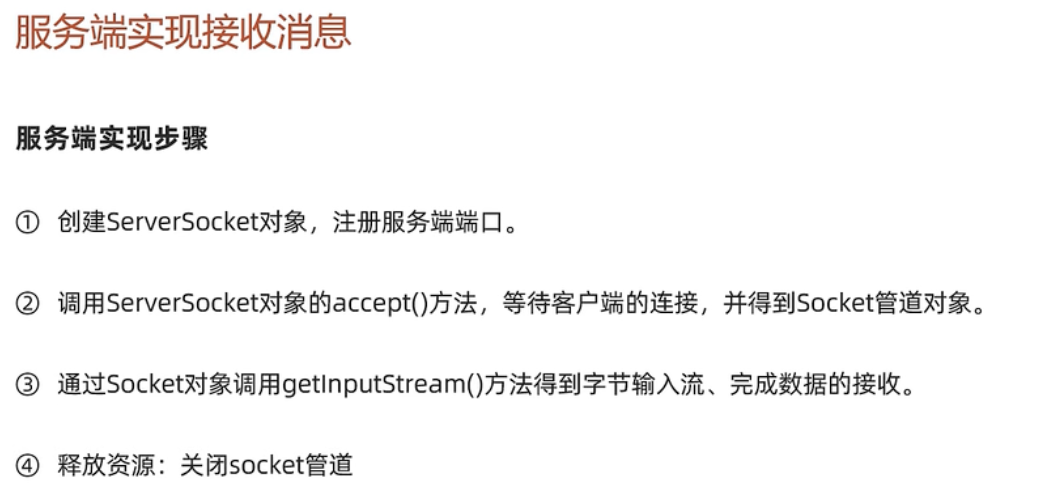 服务端实现接收消息
服务端实现步骤
① 创建ServerSocket对象，注册服务端端口。
② 调用ServerSocket对象的accept()方法，等待客户端的连接，并得到Socket管道对象。
③ 通过Socket对象调用getInputStream()方法得到字节输入流、完成数据的接收。
④ 释放资源：关闭socket管道